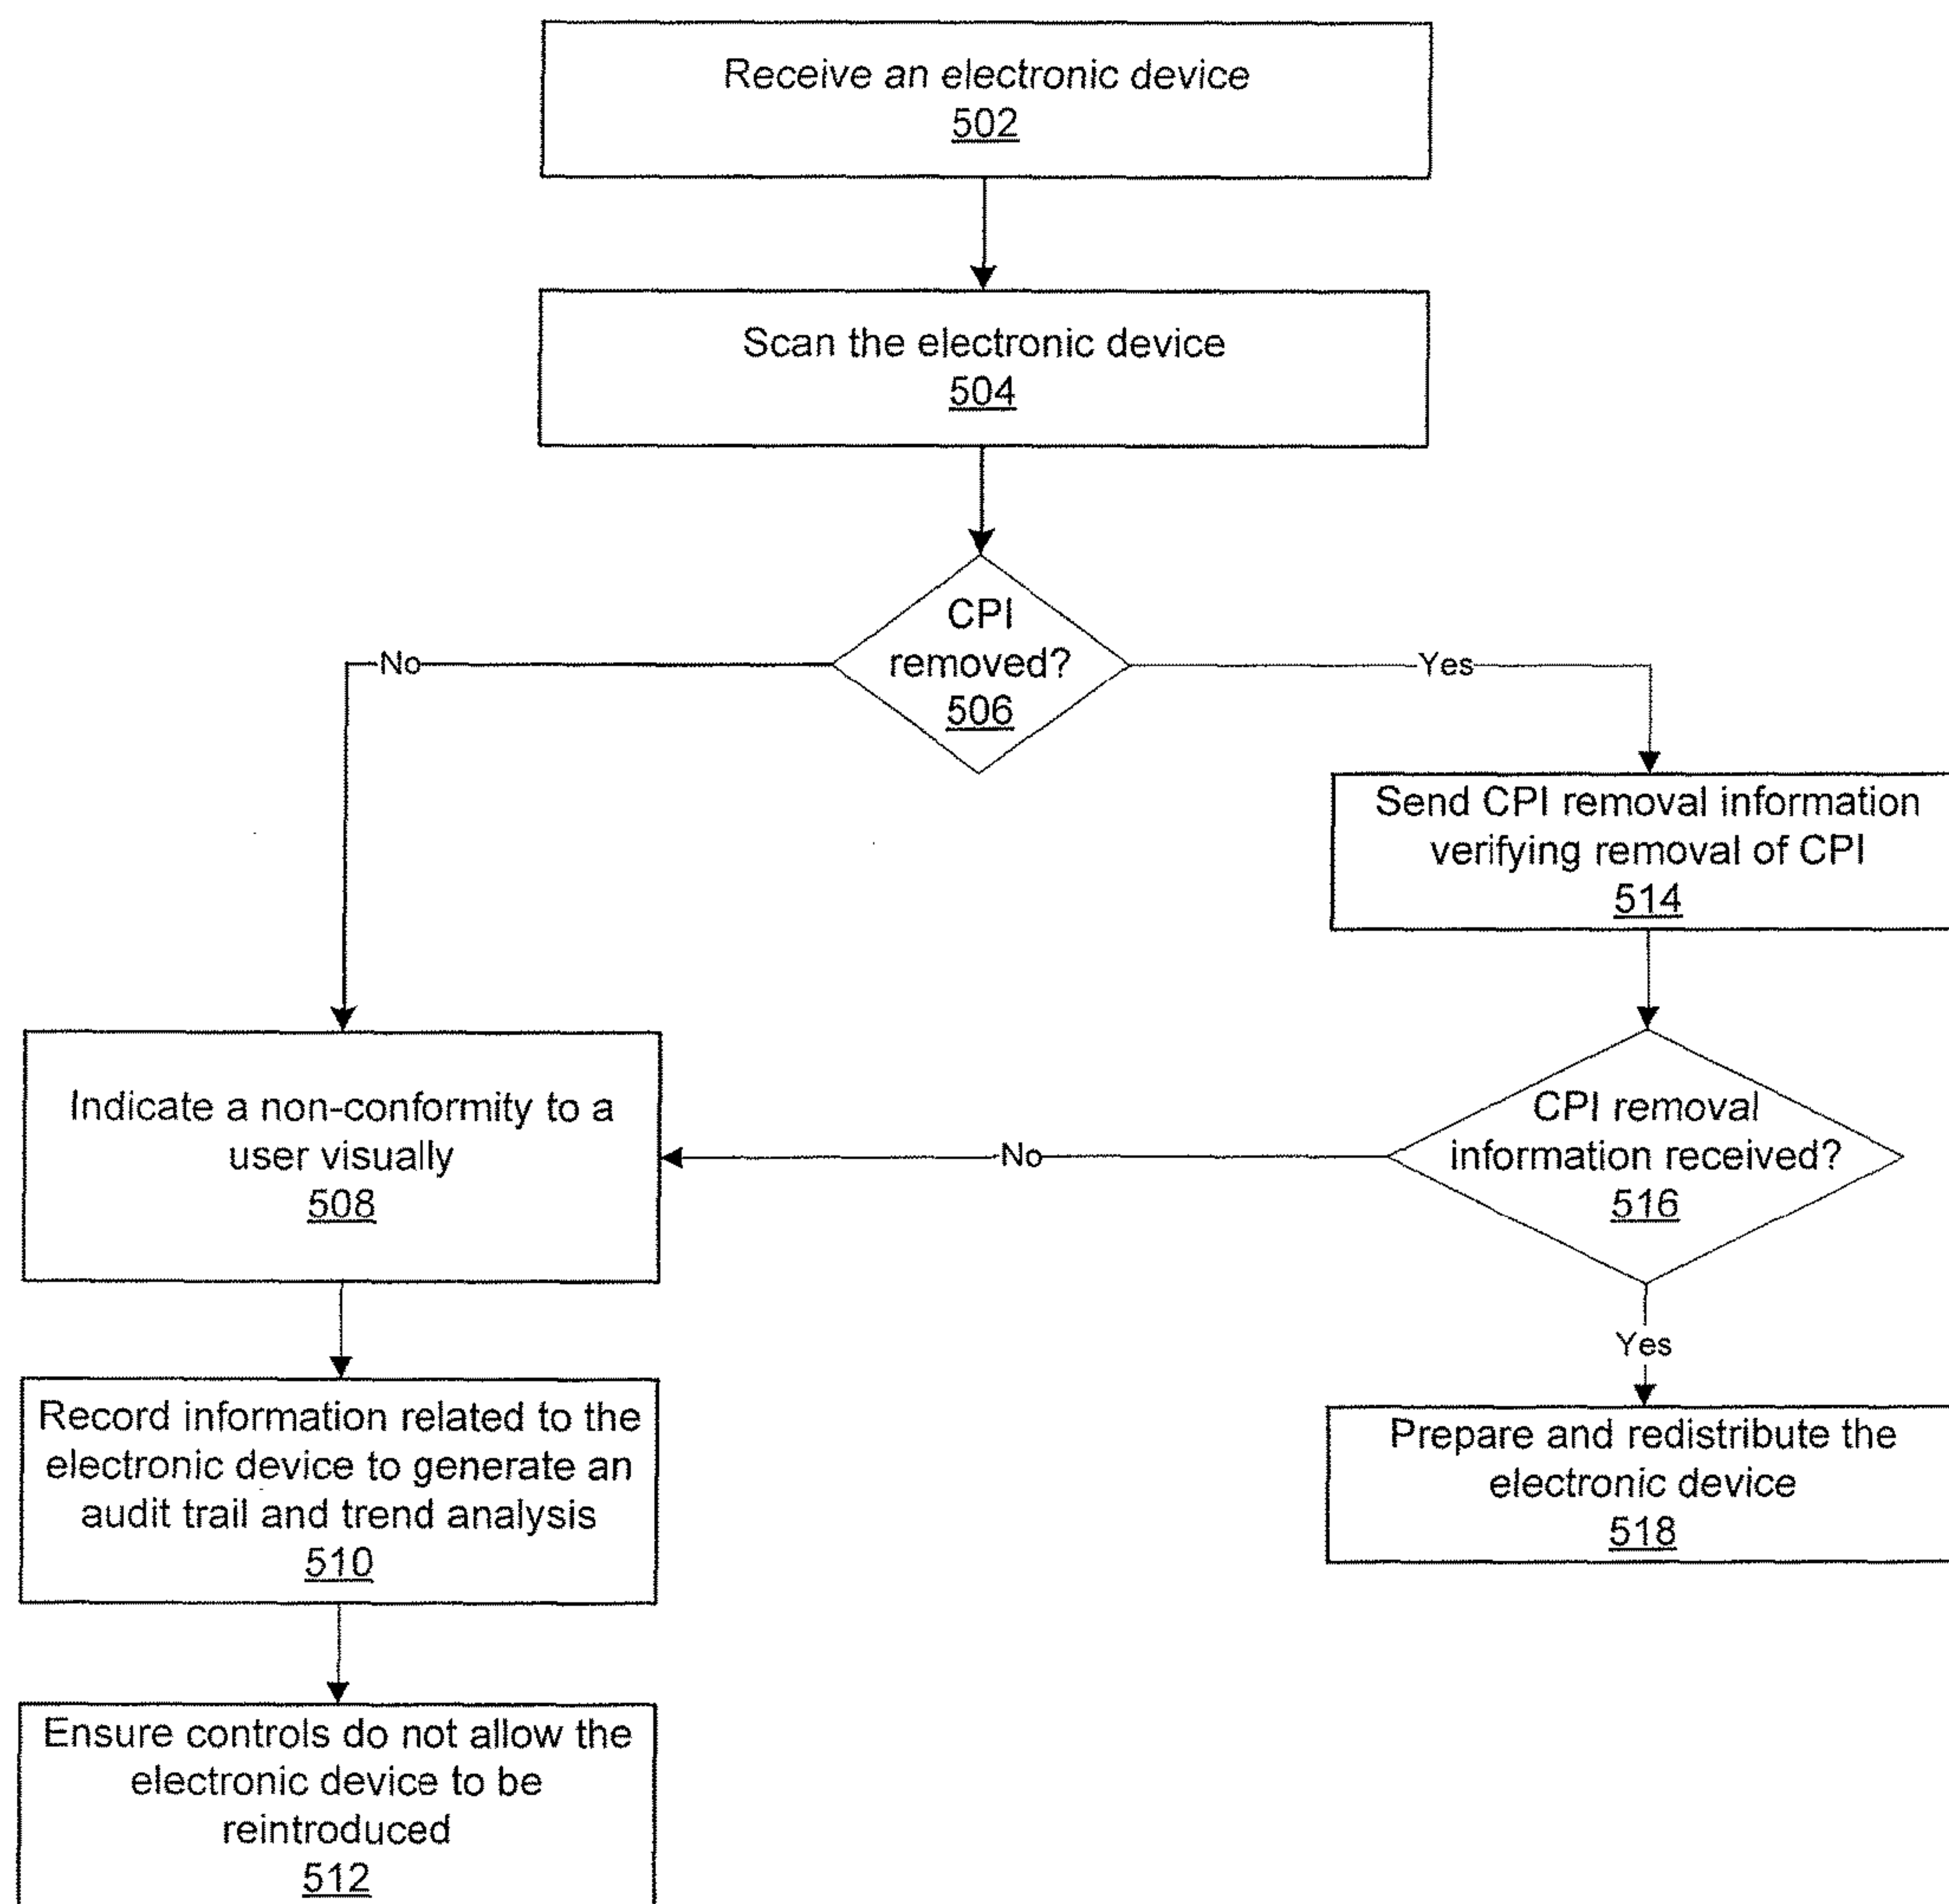 Receive an electronic device
502
Scan the electronic device
504
CPI
removed?
506
No
Yes
Send CPI removal information
verifying removal of CPI
514
Indicate a non-conformity to a
user visually
508
No
CPI removal
information received?
516
Yes
Record information related to the
electronic device to generate an
audit trail and trend analysis
510
Prepare and redistribute the
electronic device
518
Ensure controls do not allow the
electronic device to be
reintroduced
512